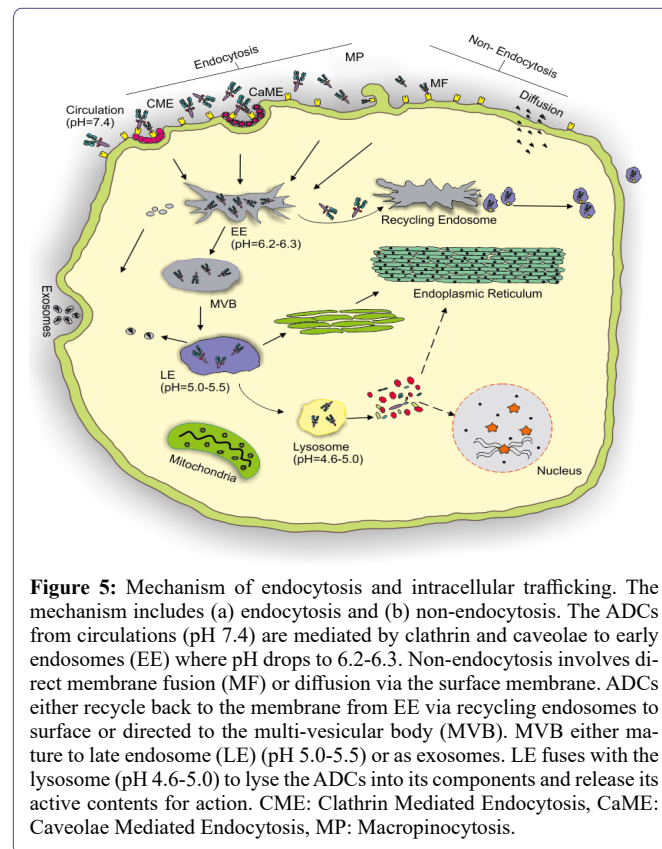 Endocytosis
Non- Endocytosis
MP
MF
CaME
CME
Circulation
(pH=7.4)
Diffusion
EE
(pH=6.2-6.3)
Recycling Endosome
MVB
Endoplasmic Reticulum
Exosomes
LE
(pH=5.0-5.5)
Lysosome
(pH=4.6-5.0)
Mitochondria
Nucleus
Figure 5: Mechanism of endocytosis and intracellular trafficking. The
mechanism includes (a) endocytosis and (b) non-endocytosis. The ADCs
from circulations (pH 7.4) are mediated by clathrin and caveolae to early
endosomes (EE) where pH drops to 6.2-6.3. Non-endocytosis involves di-
rect membrane fusion (MF) or diffusion via the surface membrane. ADCs
either recycle back to the membrane from EE via recycling endosomes to
surface or directed to the multi-vesicular body (MVB). MVB either ma-
ture to late endosome (LE) (pH 5.0-5.5) or as exosomes. LE fuses with the
lysosome (pH 4.6-5.0) to lyse the ADCs into its components and release its
active contents for action. CME: Clathrin Mediated Endocytosis, CaME:
Caveolae Mediated Endocytosis, MP: Macropinocytosis.